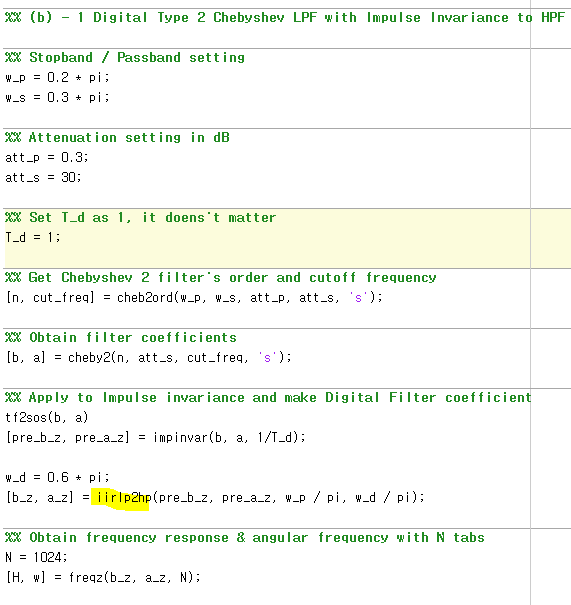 %% (b) - 1 Digital Type 2 Chebyshev LPF with Impulse Invariance to HPF
%% Stopband / Passband setting
w_p = 0.2 * pi;
w_s = 0.3 * pi;
%% Attenuation setting in dB
att_p = 0.3;
att_s = 30;
%% Set T_d as 1, it doens't matter
T_d = 1;
%% Get Chebyshev 2 filter's order and cutoff frequency
[n, cut_freq] = cheb2ord(w_p, w_s, att_p, att_s, 's');
%% Obtain filter coefficients
[b, a] = cheby2(n, att_s, cut_freq, 's');
%% Apply to Impulse invariance and make Digital Filter coefficient
tf2sos(b, a)
[pre_b_z, pre_a_z] = impinvar(b, a, 1/T_d);
w_d = 0.6 * pi;
[b_z, a_z] = iirlp2hp(pre_b_z, pre_a_z, w_p / pi, w_d / pi);
%% Obtain frequency response & angular frequency with N tabs
N = 1024;
[H, w] = freqz(b_z, a_z, N);